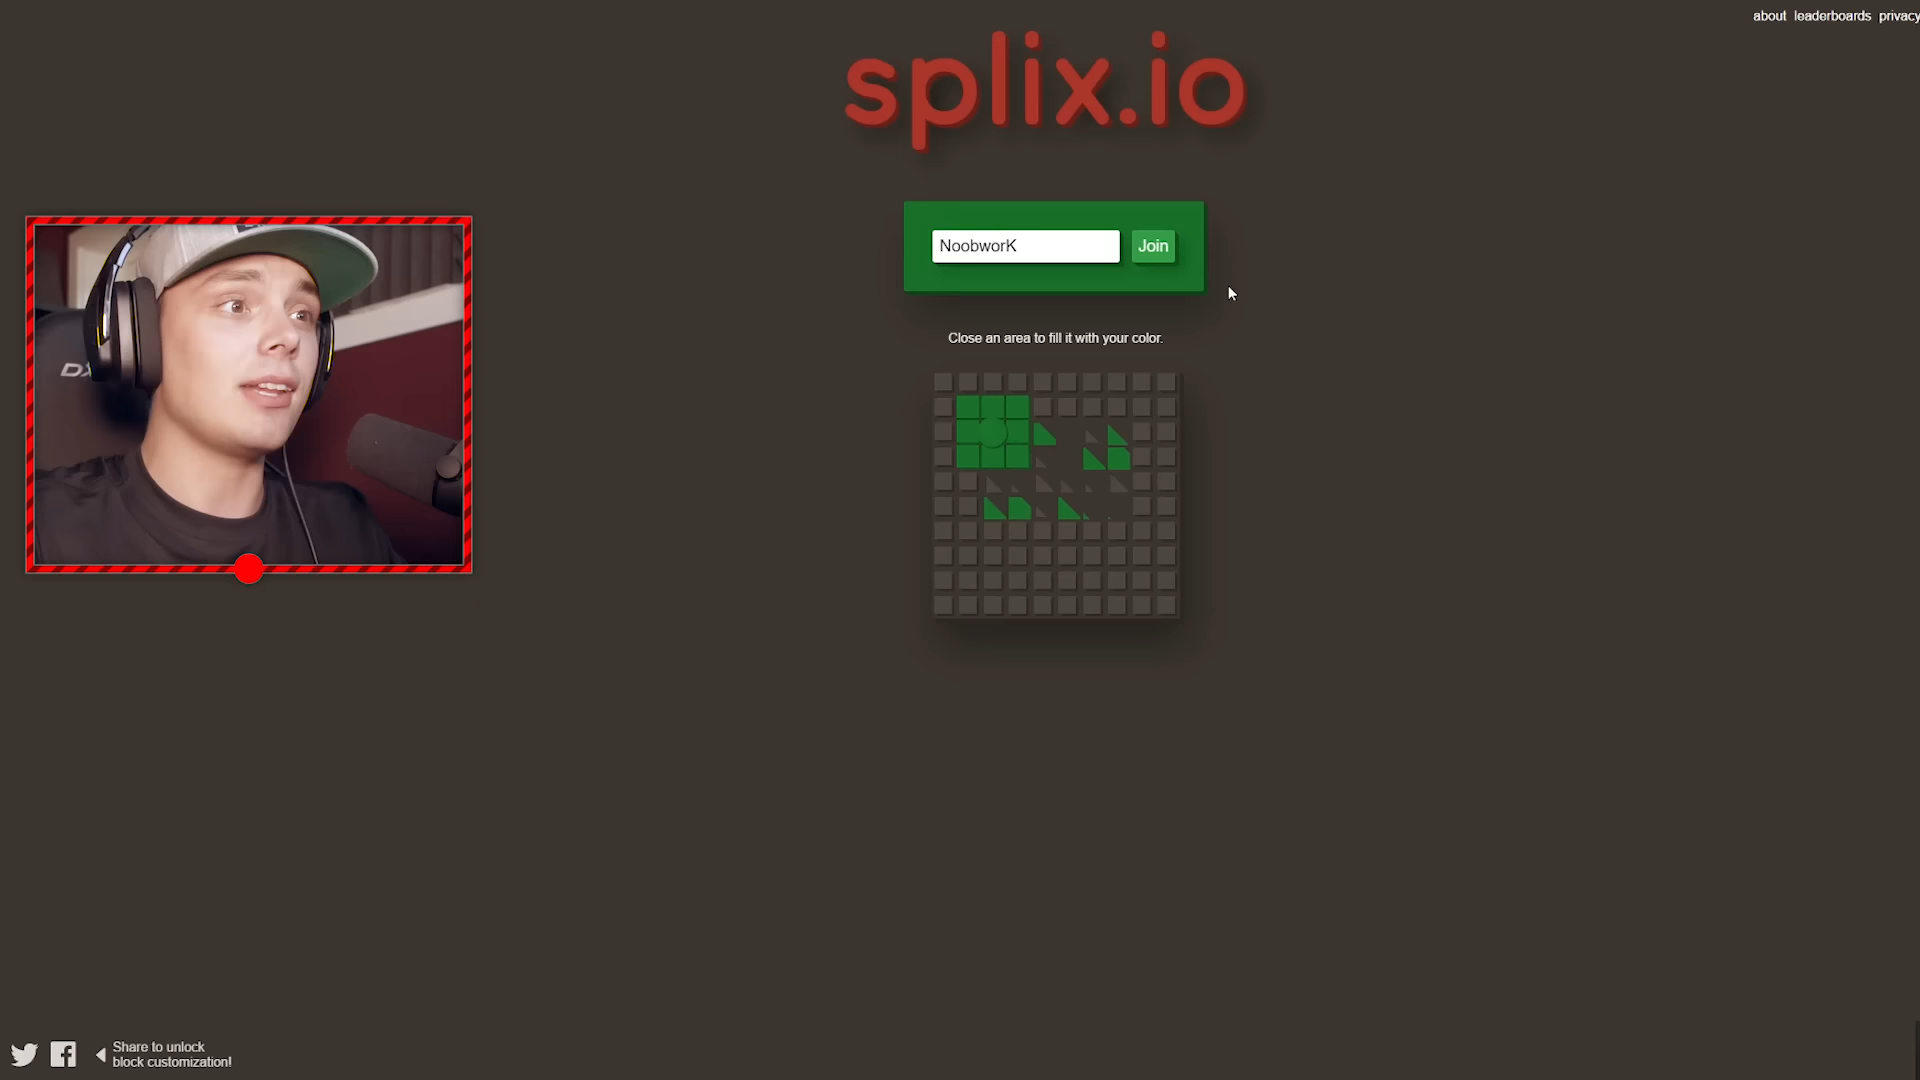 about leaderboards privacy
splix.io
NoobworK
Join
Close an area to fill it with your color.
DX
Share to unlock
block customization!